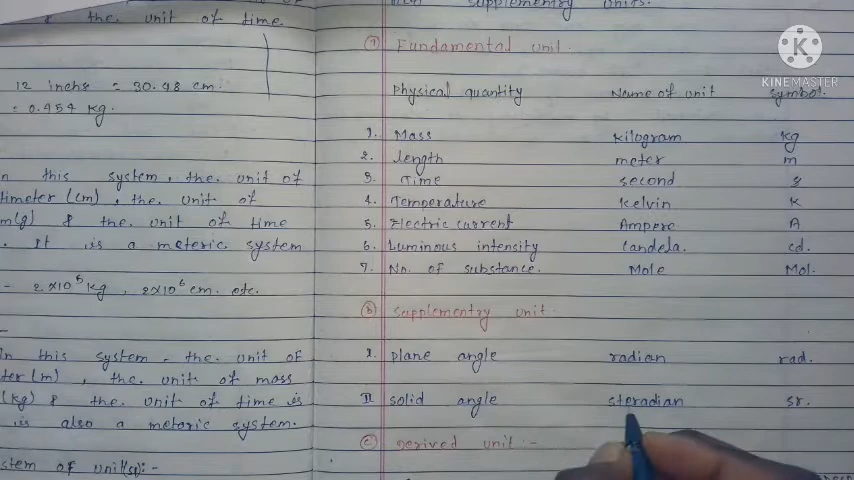 & the unit of time.
12 inchs = 30.48 cm.
= 0.454 kg.
In this system, the unit of
timeter (cm), the unit of
m(g) & the unit of time
. It is a meteric system
- 2×10⁵ kg, 2×10⁶ cm. etc.
In this system - the unit of
ter(m), the unit of mass
(kg) & the unit of time is
is also a metoric system.
stem of unit(SI):-
supplementry units.
(a) Fundamental unit.
Physical quantity Name of unit symbol.
1. Mass kilogram kg
2. length meter m
3. Time second s
4. Temperature kelvin K
5. Electric current Ampere A
6. Luminous intensity Candela. cd.
7. No. of substance. Mole Mol.
(b) Supplementry unit.
I. plane angle radian rad.
II solid angle steradian sr.
(c) Derived unit :-
KINEMASTER